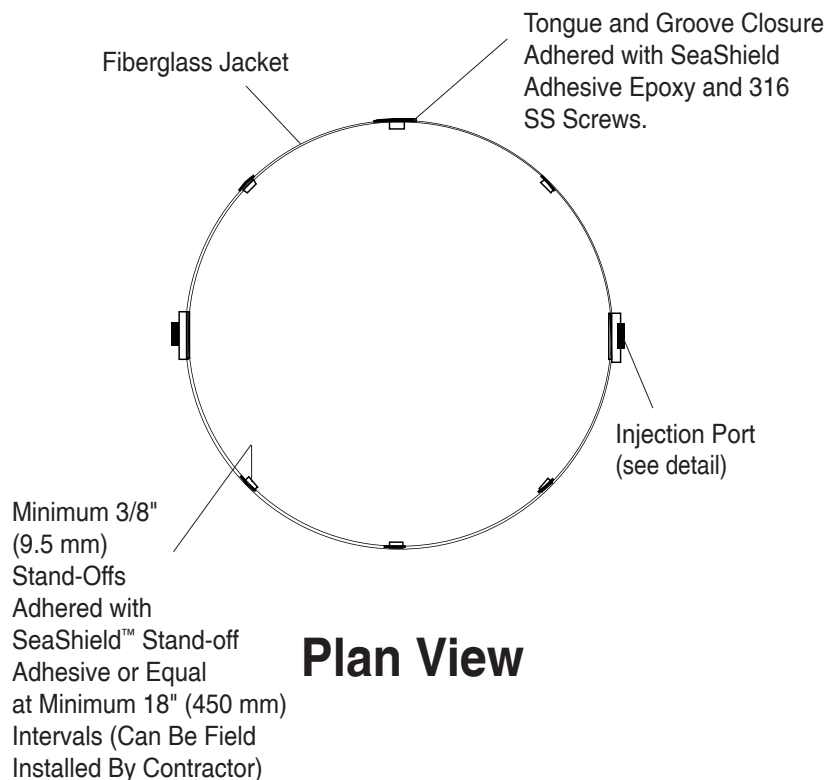 Tongue and Groove Closure
Adhered with SeaShield
Adhesive Epoxy and 316
SS Screws.
Fiberglass Jacket
Injection Port
(see detail)
Minimum 3/8"
(9.5 mm)
Stand-Offs
Adhered with
SeaShield™ Stand-off
Adhesive or Equal
at Minimum 18" (450 mm)
Intervals (Can Be Field
Installed By Contractor)
Plan View